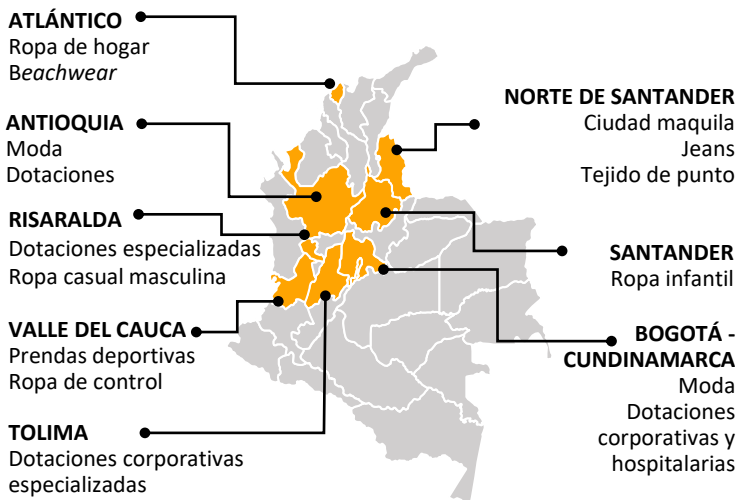 ATLÁNTICO
Ropa de hogar
Beachwear
ANTIOQUIA
Moda
Dotaciones
RISARALDA
Dotaciones especializadas
Ropa casual masculina
VALLE DEL CAUCA
Prendas deportivas
Ropa de control
TOLIMA
Dotaciones corporativas
especializadas
NORTE DE SANTANDER
Ciudad maquila
Jeans
Tejido de punto
SANTANDER
Ropa infantil
BOGOTÁ -
CUNDINAMARCA
Moda
Dotaciones
corporativas y
hospitalarias